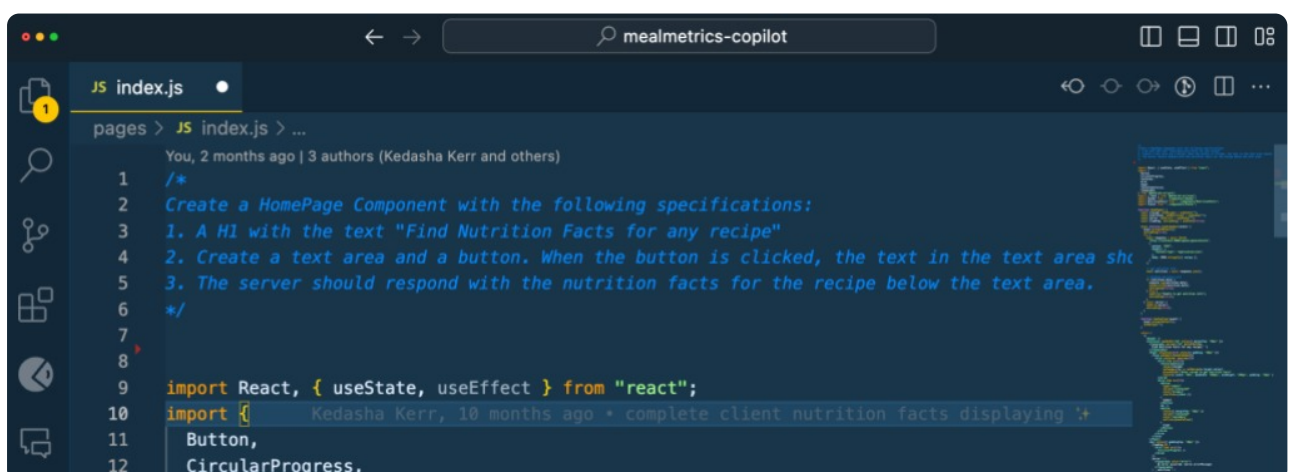 mealmetrics-copilot
JS index.js
1
pages > JS index.js > ...
You, 2 months ago | 3 authors (Kedasha Kerr and others)
1 /*
2 Create a HomePage Component with the following specifications:
3 1. A H1 with the text "Find Nutrition Facts for any recipe"
4 2. Create a text area and a button. When the button is clicked, the text in the text area sho
5 3. The server should respond with the nutrition facts for the recipe below the text area.
6 */
7
8
9 import React, { useState, useEffect } from "react";
10 import { Kedasha Kerr, 10 months ago • complete client nutrition facts displaying ✨
11 Button,
12 CircularProgress,